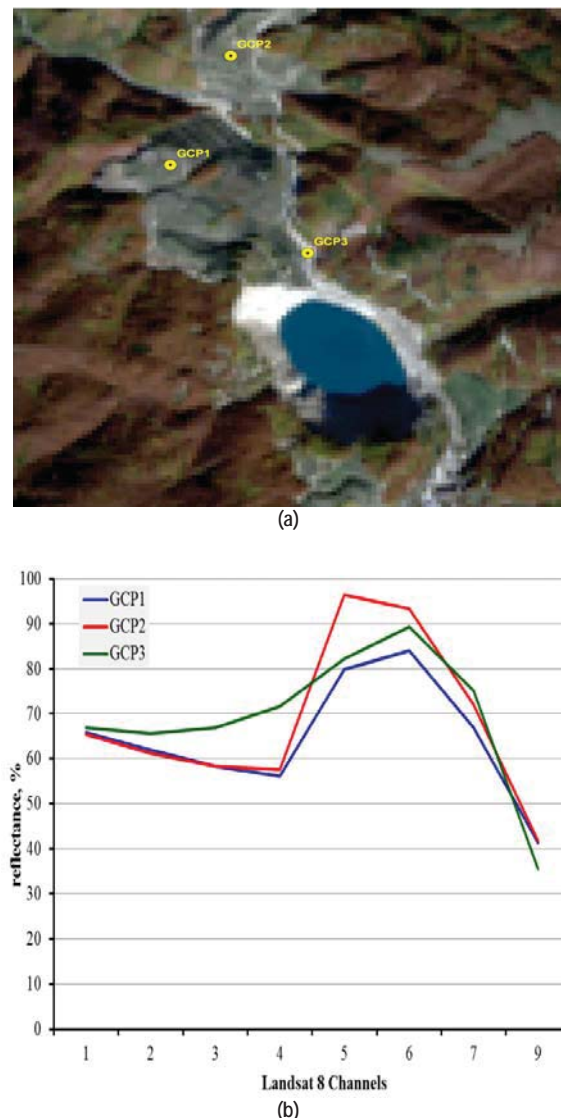 GCP2
GCP1
GCP3
(a)
100
90
80
70
60
50
40
30
20
10
0
GCP1
GCP2
GCP3
reflectance, %
1 2 3 4 5 6 7 9
Landsat 8 Channels
(b)